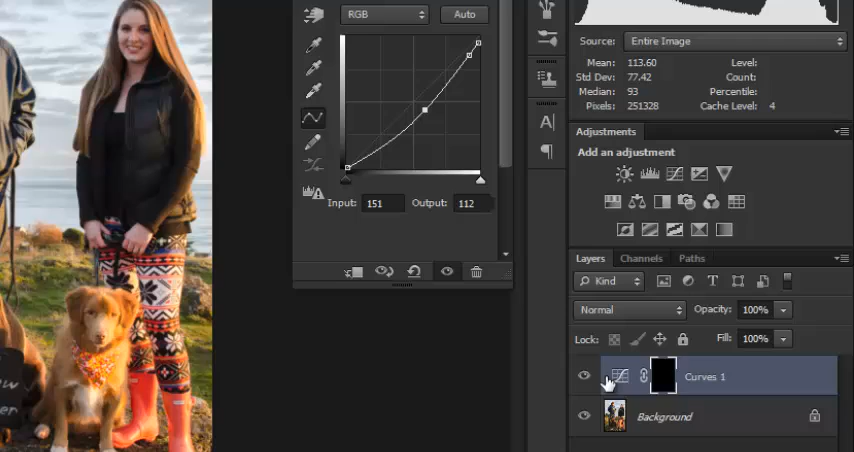 RGB
Auto
Input: 151 Output: 112
Source: Entire Image
Mean: 113.60 Level:
Std Dev: 77.42 Count:
Median: 93 Percentile:
Pixels: 251328 Cache Level: 4
Adjustments
Add an adjustment
A
Layers Channels Paths
Kind
T
Normal Opacity: 100%
Lock: Fill: 100%
Curves 1
Background